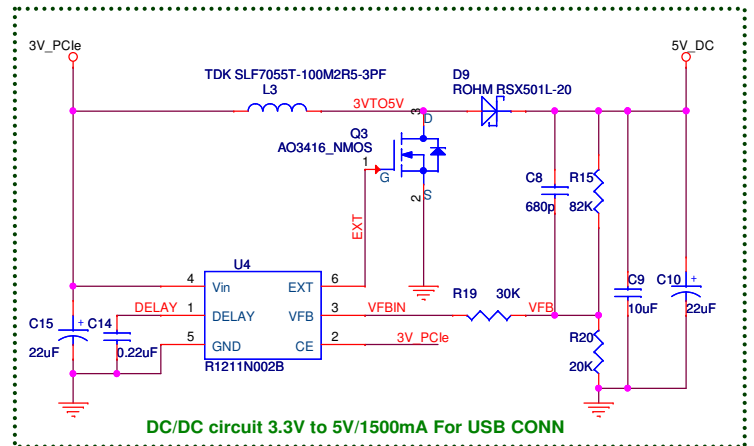 3V_PCIe
5V_DC
TDK SLF7055T-100M2R5-3PF
L3
D9
ROHM RSX501L-20
3VTO5V
3
D
Q3
AO3416_NMOS
1
G
2
S
EXT
C8
680p
R15
82K
U4
4
Vin
EXT
6
DELAY
1
DELAY
VFB
3
VFBIN
R19
30K
VFB
5
GND
CE
2
3V_PCIe
R1211N002B
C15
+
22uF
C14
0.22uF
C9
10uF
C10
+
22uF
R20
20K
DC/DC circuit 3.3V to 5V/1500mA For USB CONN